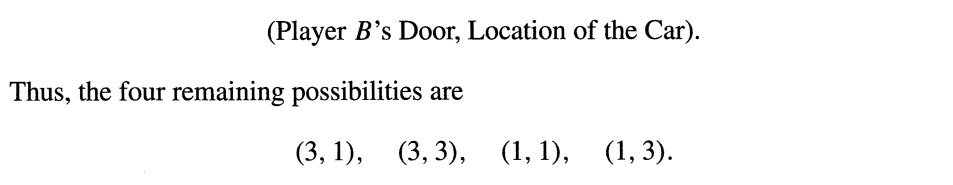 (Player B's Door, Location of the Car).
Thus, the four remaining possibilities are
(3, 1), (3, 3), (1, 1), (1, 3).